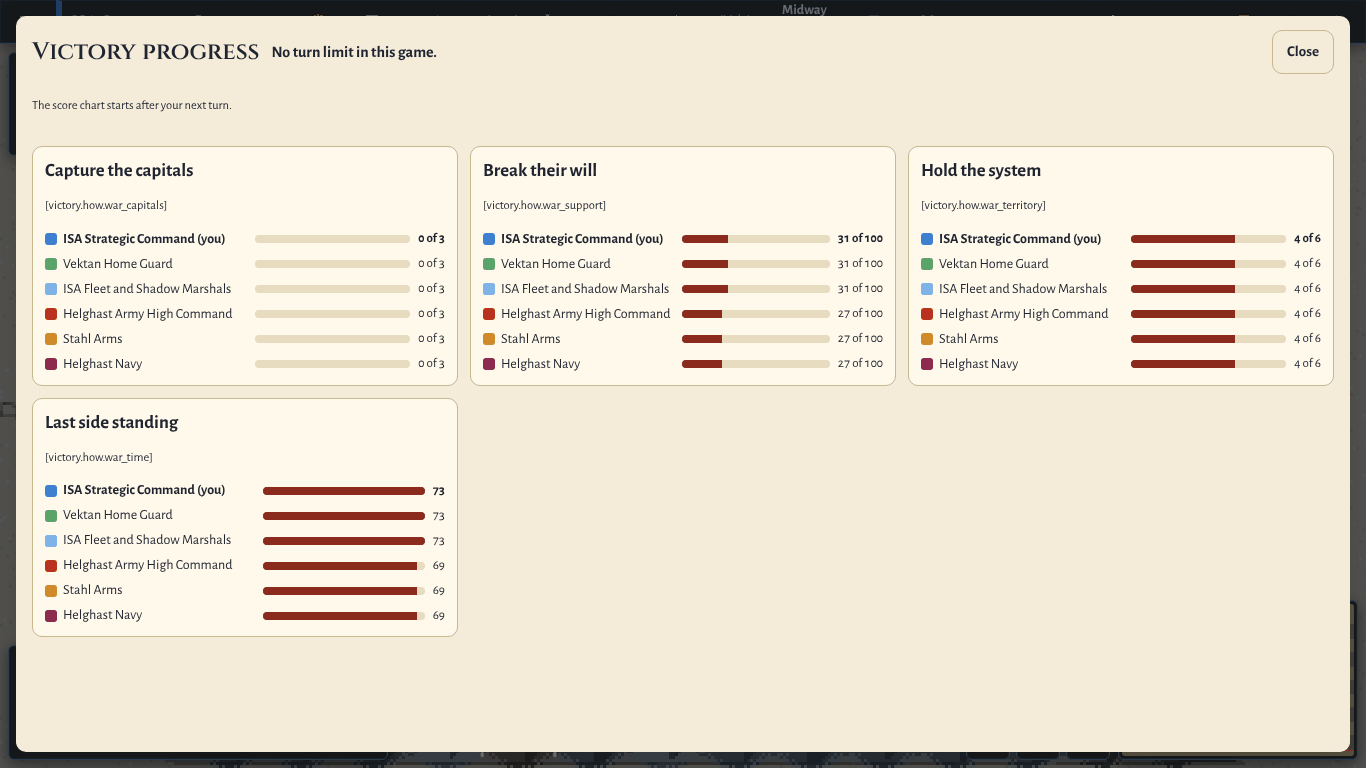 Midway
Victory progress No turn limit in this game. Close
The score chart starts after your next turn.
Capture the capitals
[victory.how.war_capitals]
ISA Strategic Command (you) 0 of 3
Vektan Home Guard 0 of 3
ISA Fleet and Shadow Marshals 0 of 3
Helghast Army High Command 0 of 3
Stahl Arms 0 of 3
Helghast Navy 0 of 3
Break their will
[victory.how.war_support]
ISA Strategic Command (you) 31 of 100
Vektan Home Guard 31 of 100
ISA Fleet and Shadow Marshals 31 of 100
Helghast Army High Command 27 of 100
Stahl Arms 27 of 100
Helghast Navy 27 of 100
Hold the system
[victory.how.war_territory]
ISA Strategic Command (you) 4 of 6
Vektan Home Guard 4 of 6
ISA Fleet and Shadow Marshals 4 of 6
Helghast Army High Command 4 of 6
Stahl Arms 4 of 6
Helghast Navy 4 of 6
Last side standing
[victory.how.war_time]
ISA Strategic Command (you) 73
Vektan Home Guard 73
ISA Fleet and Shadow Marshals 73
Helghast Army High Command 69
Stahl Arms 69
Helghast Navy 69